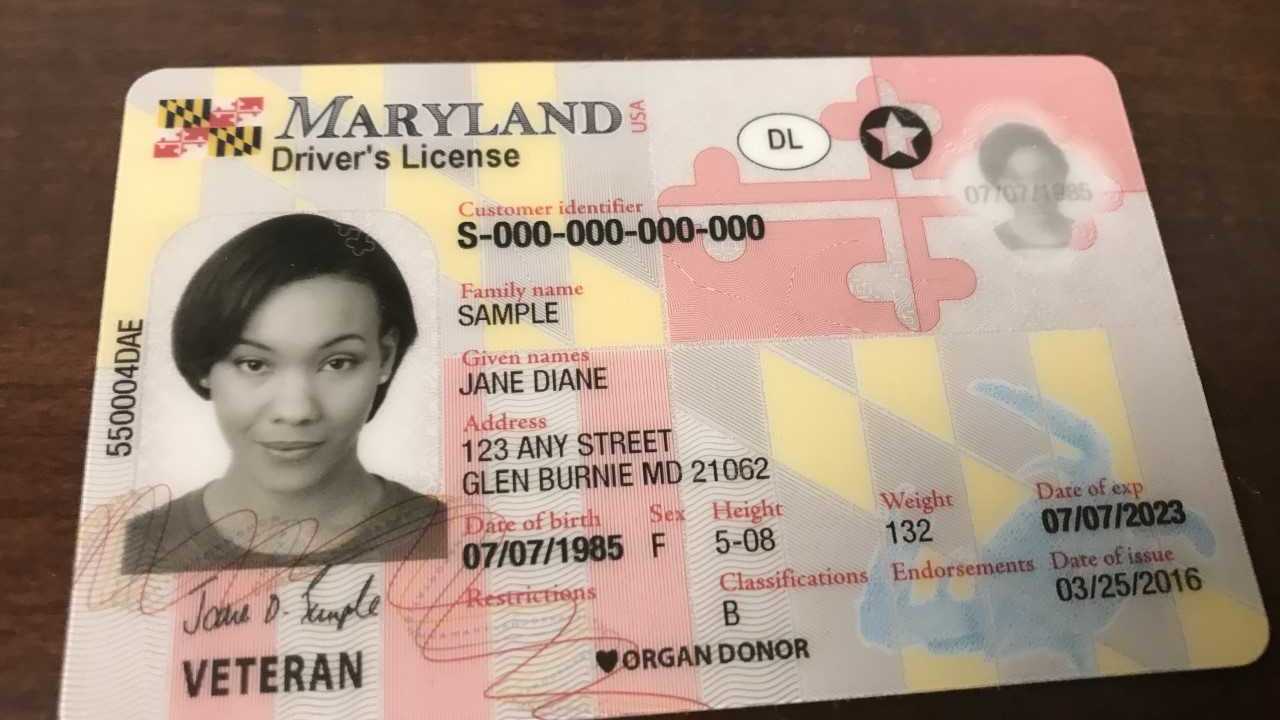 MARYLAND USA
Driver's License
DL
07/07/1985
Customer identifier
S-000-000-000-000
Family name
SAMPLE
Given names
JANE DIANE
Address
123 ANY STREET
GLEN BURNIE MD 21062
Date of birth Sex Height Weight Date of exp
07/07/1985 F 5-08 132 07/07/2023
Restrictions Classifications Endorsements Date of issue
B 03/25/2016
550004DAE
Jane D. Sample
VETERAN
ORGAN DONOR